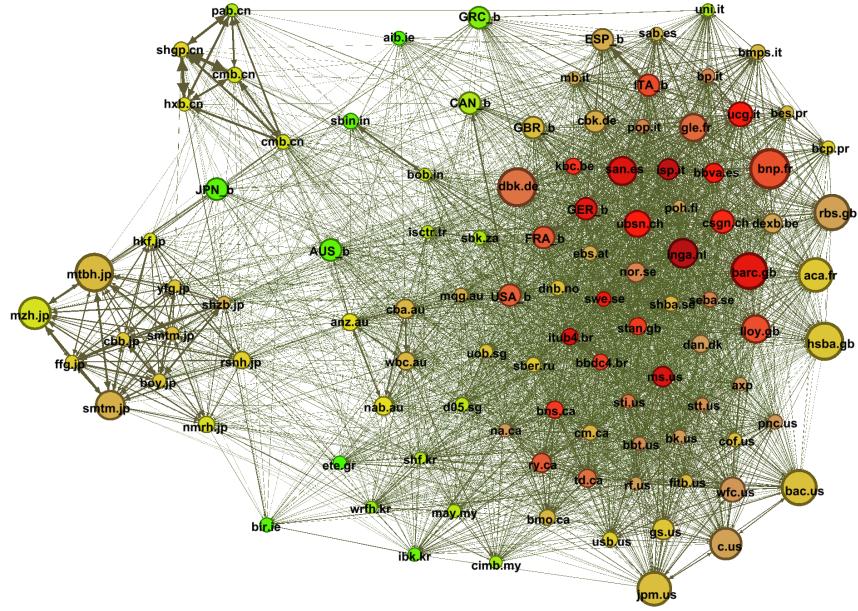 pab.cn
GRC_b
uni.it
aib.ie
ESP_b
sab.es
shgp.cn
bmps.it
cmb.cn
mb.it
ITA_b
bp.it
hxb.cn
CAN_b
sbin.in
GBR_b
cbk.de
pop.it
gle.fr
ucg.it
bes.pr
cmb.cn
bcp.pr
kbc.be
san.es
isp.it
bbva.es
bnp.fr
bob.in
JPN_b
dbk.de
GER_b
poh.fi
rbs.gb
ubsn.ch
csgn.ch
dexb.be
isctr.tr
sbk.za
FRA_b
hkf.jp
AUS_b
ebs.at
nga.nl
mtbh.jp
nor.se
barc.gb
aca.fr
yfg.jp
dnb.no
shzb.jp
mqg.au
USA_b
swe.se
shba.se
seba.se
mzh.jp
cba.au
anz.au
stan.gb
lloy.gb
cbb.jp
smtm.jp
itub4.br
dan.dk
hsba.gb
ffg.jp
rsnh.jp
wbc.au
uob.sg
sber.ru
bbdc4.br
boy.jp
ms.us
axp
smtm.jp
nab.au
d05.sg
bns.ca
sti.us
stt.us
nmrh.jp
na.ca
cm.ca
bbt.us
bk.us
cof.us
pnc.us
ete.gr
shf.kr
ry.ca
td.ca
rf.us
fitb.us
wfc.us
bac.us
wrfh.kr
may.my
bmo.ca
bir.ie
usb.us
gs.us
c.us
ibk.kr
cimb.my
jpm.us